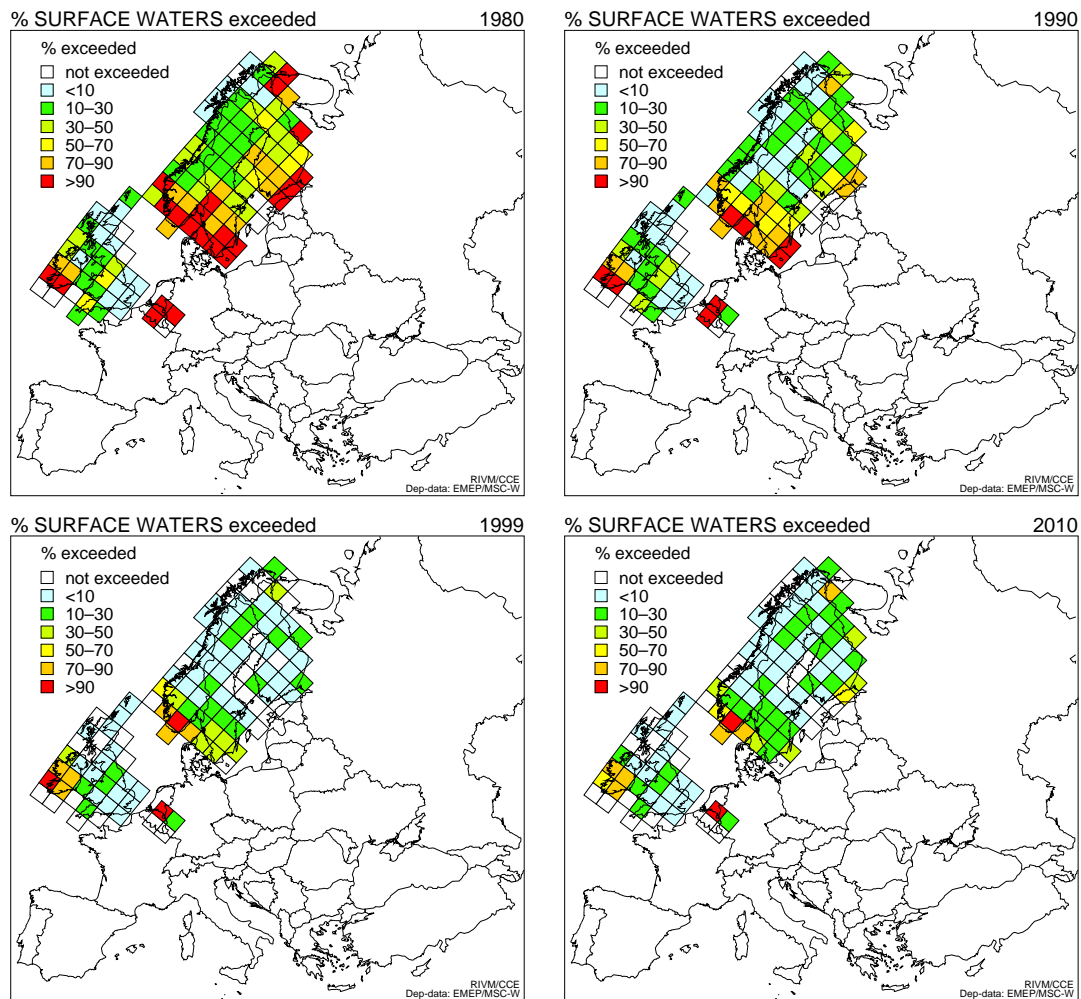 % SURFACE WATERS exceeded 1980
% exceeded
not exceeded
<10
10–30
30–50
50–70
70–90
>90
RIVM/CCE
Dep-data: EMEP/MSC-W
% SURFACE WATERS exceeded 1990
% exceeded
not exceeded
<10
10–30
30–50
50–70
70–90
>90
RIVM/CCE
Dep-data: EMEP/MSC-W
% SURFACE WATERS exceeded 1999
% exceeded
not exceeded
<10
10–30
30–50
50–70
70–90
>90
RIVM/CCE
Dep-data: EMEP/MSC-W
% SURFACE WATERS exceeded 2010
% exceeded
not exceeded
<10
10–30
30–50
50–70
70–90
>90
RIVM/CCE
Dep-data: EMEP/MSC-W